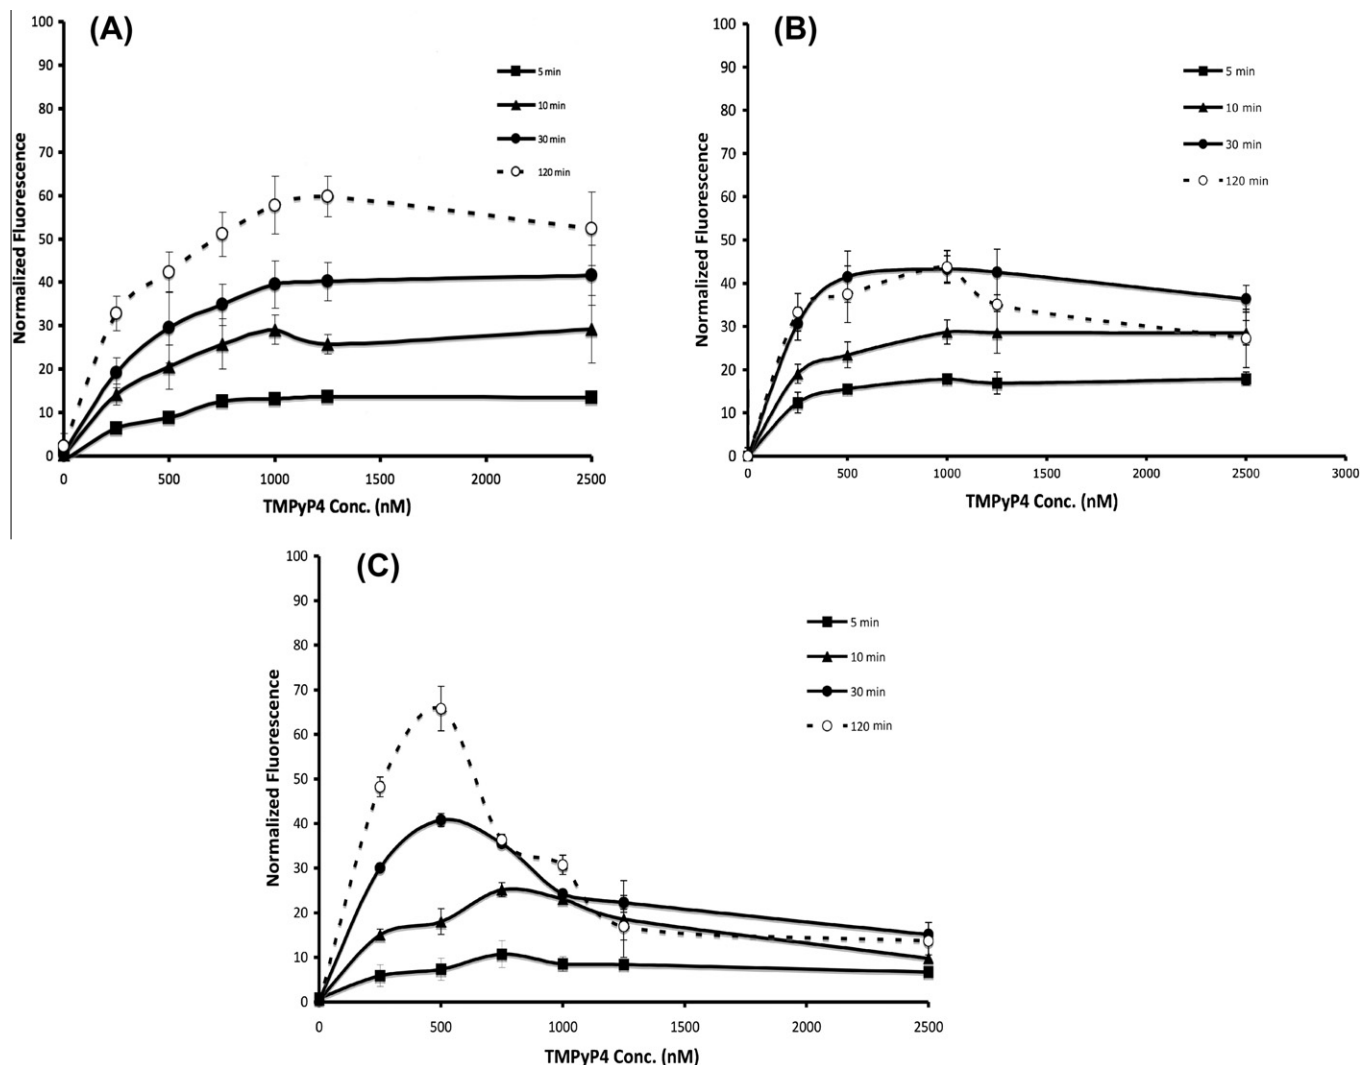 (A)
100
90
80
70
60
50
40
30
20
10
0
Normalized Fluorescence
5 min
10 min
30 min
120 min
0 500 1000 1500 2000 2500
TMPyP4 Conc. (nM)
(B)
100
90
80
70
60
50
40
30
20
10
0
Normalized Fluorescence
5 min
10 min
30 min
120 min
0 500 1000 1500 2000 2500 3000
TMPyP4 Conc. (nM)
(C)
100
90
80
70
60
50
40
30
20
10
0
Normalized Fluorescence
5 min
10 min
30 min
120 min
0 500 1000 1500 2000 2500
TMPyP4 Conc. (nM)